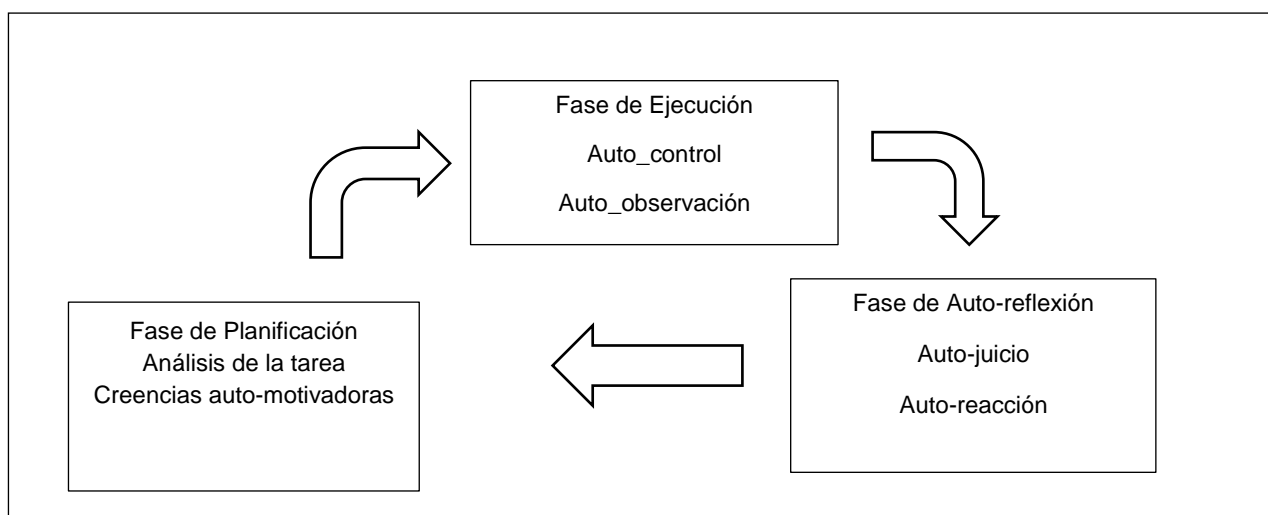 Fase de Ejecución
Auto_control
Auto_observación
Fase de Planificación
Análisis de la tarea
Creencias auto-motivadoras
Fase de Auto-reflexión
Auto-juicio
Auto-reacción